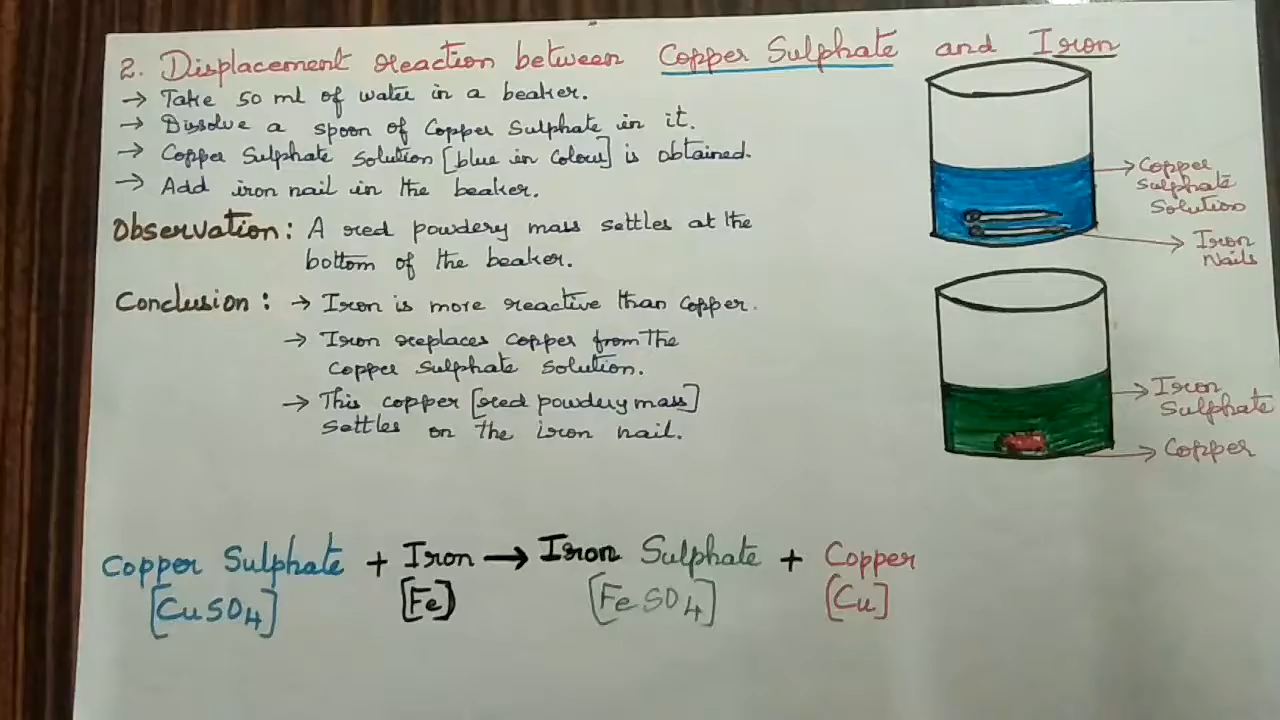 2. Displacement reaction between Copper Sulphate and Iron
→ Take 50 ml of water in a beaker.
→ Dissolve a spoon of Copper Sulphate in it.
→ Copper Sulphate solution [blue in colour] is obtained.
→ Add iron nail in the beaker.
Observation: A red powdery mass settles at the
bottom of the beaker.
Conclusion: → Iron is more reactive than copper.
→ Iron replaces copper from the
copper sulphate solution.
→ This copper [red powdery mass]
settles on the iron nail.
→ Copper
Sulphate
Solution
→ Iron
Nails
→ Iron
Sulphate
→ Copper
Copper Sulphate + Iron → Iron Sulphate + Copper
[CuSO4] [Fe] [FeSO4] [Cu]